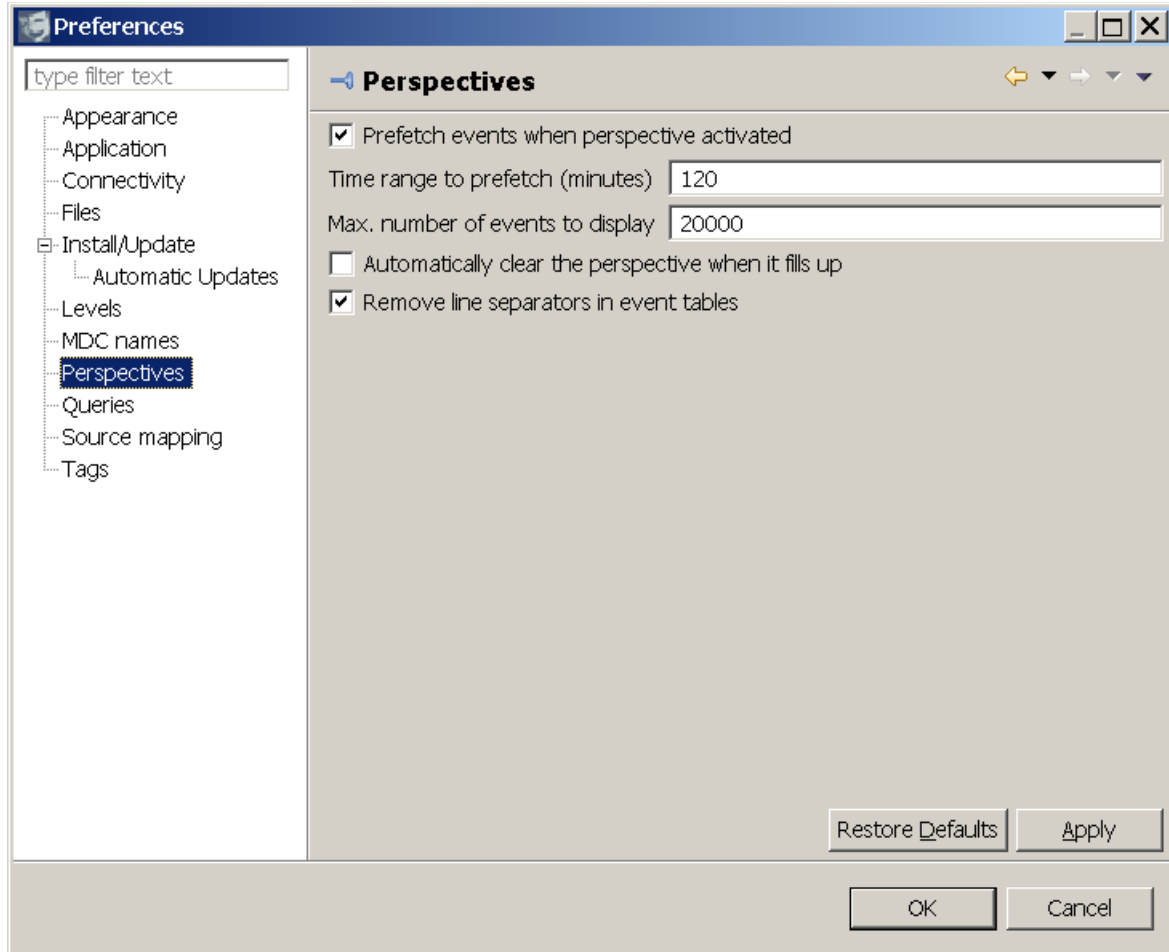 Preferences
type filter text
Appearance
Application
Connectivity
Files
Install/Update
Automatic Updates
Levels
MDC names
Perspectives
Queries
Source mapping
Tags
Perspectives
Prefetch events when perspective activated
Time range to prefetch (minutes) 120
Max. number of events to display 20000
Automatically clear the perspective when it fills up
Remove line separators in event tables
Restore Defaults Apply
OK Cancel